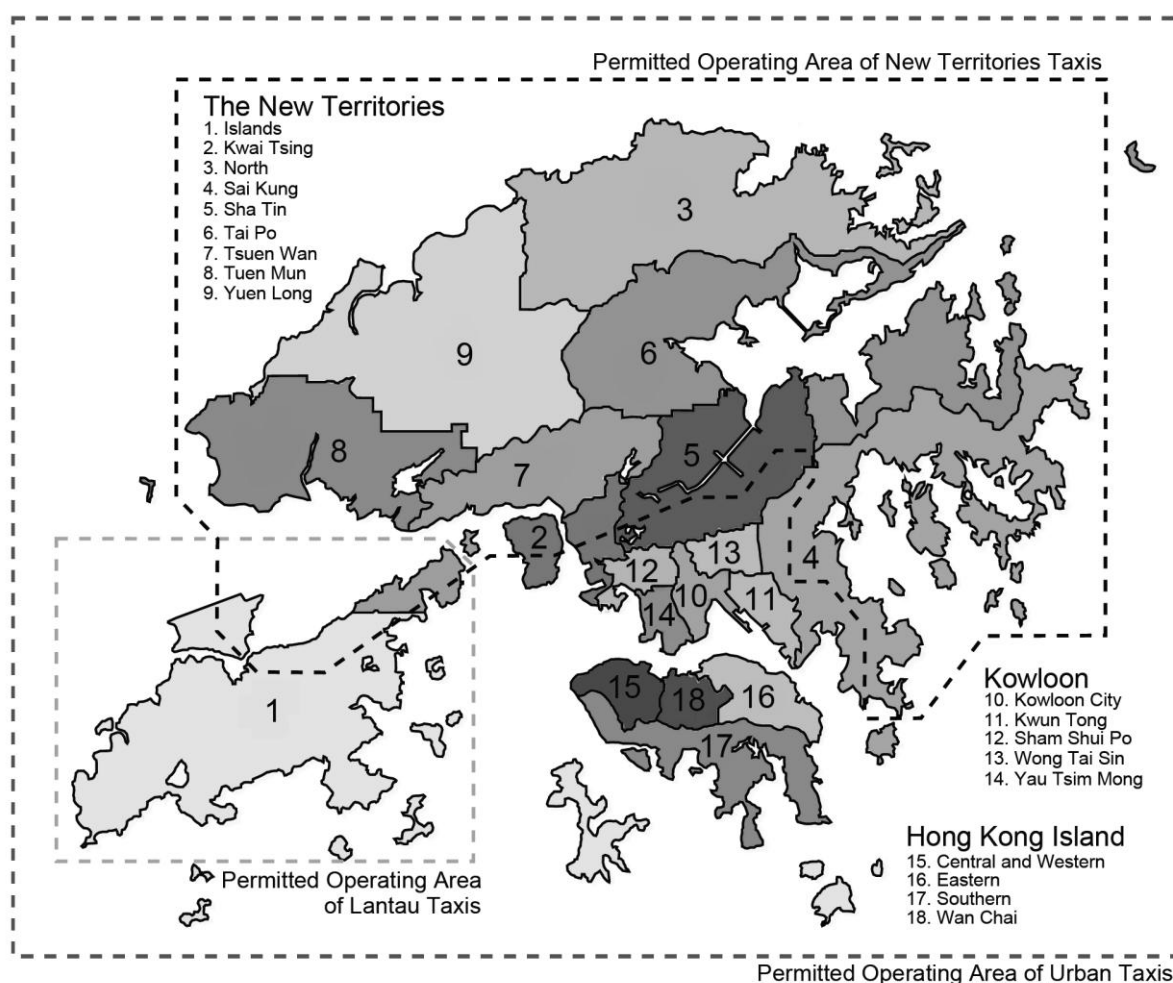 Permitted Operating Area of New Territories Taxis
The New Territories
1. Islands
2. Kwai Tsing
3. North
4. Sai Kung
5. Sha Tin
6. Tai Po
7. Tsuen Wan
8. Tuen Mun
9. Yuen Long
3
9
6
8
7
5
2
13
4
12
10
11
14
1
15
18
16
17
Kowloon
10. Kowloon City
11. Kwun Tong
12. Sham Shui Po
13. Wong Tai Sin
14. Yau Tsim Mong
Hong Kong Island
15. Central and Western
16. Eastern
17. Southern
18. Wan Chai
Permitted Operating Area
of Lantau Taxis
Permitted Operating Area of Urban Taxis